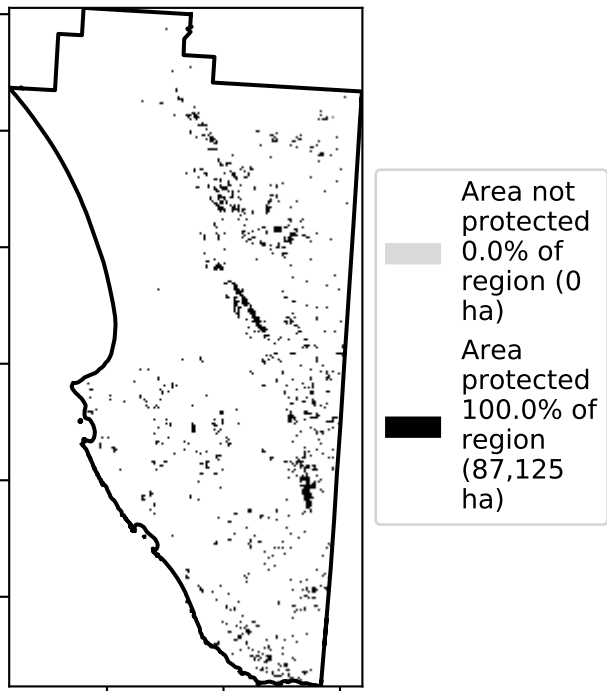 Area not
protected
0.0% of
region (0
ha)
Area
protected
100.0% of
region
(87,125
ha)